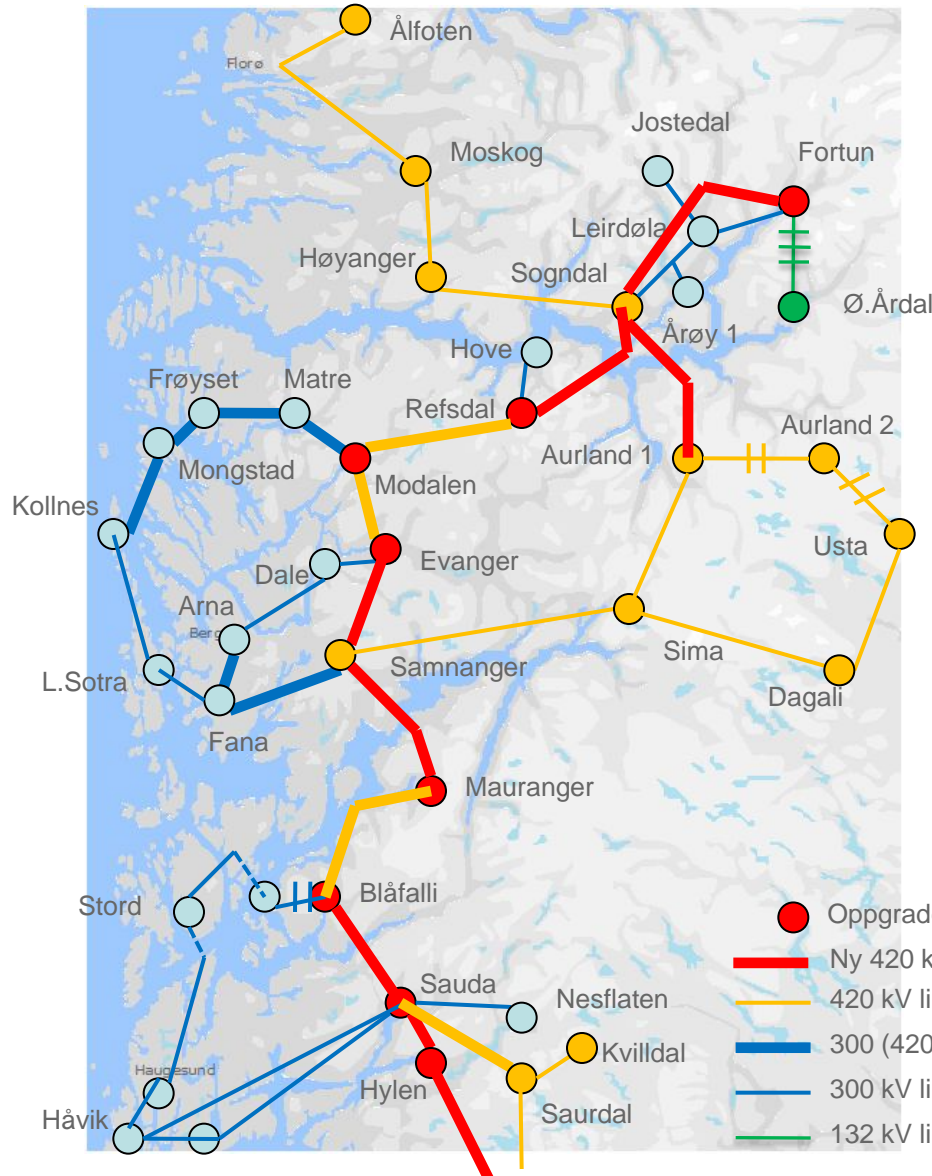 Ålfoten
Florø
Jostedal
Moskog
Fortun
Leirdøla
Høyanger
Sogndal
Ø.Årdal
Årøy 1
Hove
Frøyset
Matre
Refsdal
Aurland 2
Aurland 1
Mongstad
Modalen
Kollnes
Usta
Evanger
Dale
Arna
Berg
Samnanger
Sima
L.Sotra
Dagali
Fana
Mauranger
Blåfalli
Stord
Oppgrad
Ny 420 k
Sauda
Nesflaten
420 kV li
300 (420
Kvilldal
Haugesund
Hylen
300 kV li
Saurdal
Håvik
132 kV li